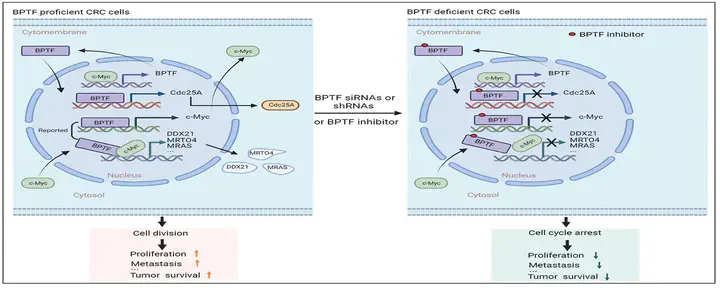 BPTF proficient CRC cells
Cytomembrane
BPTF
c-Myc
c-Myc
BPTF
BPTF
Cdc25A
Cdc25A
BPTF
c-Myc
Reported
BPTF
c-Myc
DDX21
MRTO4
MRAS
...
MRTO4
DDX21
MRAS
c-Myc
Nucleus
Cytosol
Cell division
Proliferation ↑
Metastasis ↑
...
Tumor survival ↑
BPTF siRNAs or
shRNAs
or BPTF inhibitor
BPTF deficient CRC cells
Cytomembrane
BPTF inhibitor
BPTF
c-Myc
BPTF
BPTF
Cdc25A
BPTF
c-Myc
BPTF
c-Myc
DDX21
MRTO4
MRAS
...
c-Myc
Nucleus
Cytosol
Cell cycle arrest
Proliferation ↓
Metastasis ↓
...
Tumor survival ↓